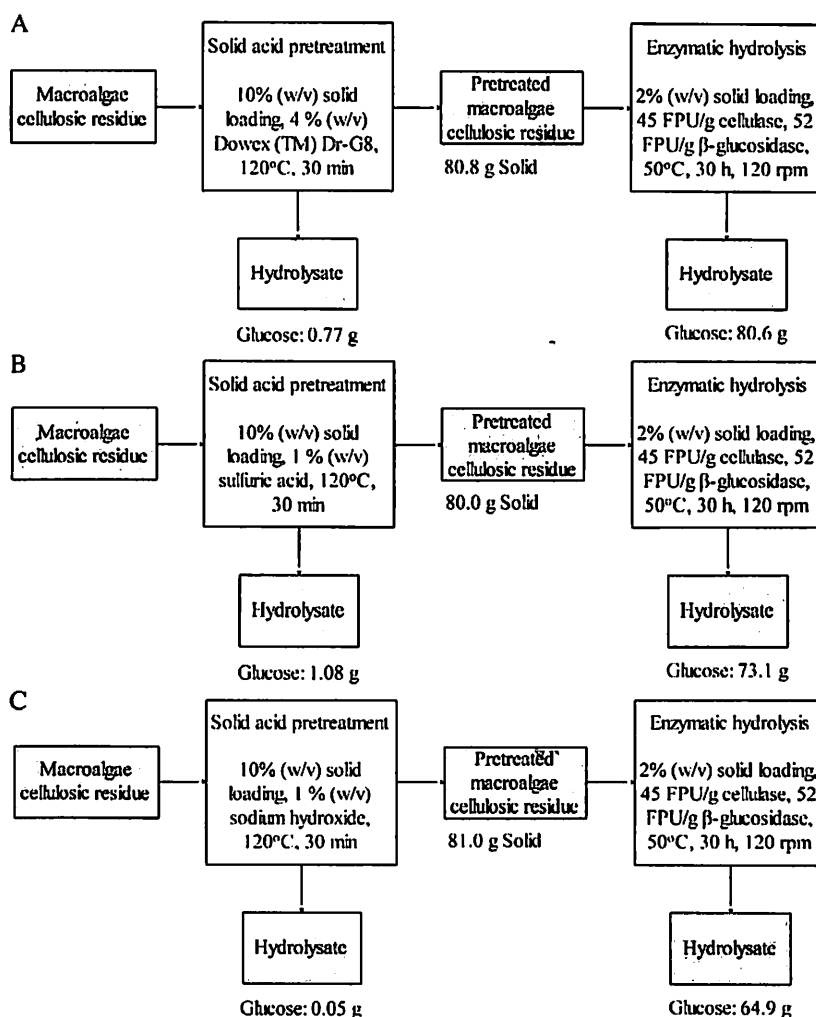 A
Solid acid pretreatment
10% (w/v) solid
loading, 4 % (w/v)
Dowex (TM) Dr-G8,
120°C, 30 min
Enzymatic hydrolysis
2% (w/v) solid loading,
45 FPU/g cellulase, 52
FPU/g β-glucosidase,
50°C, 30 h, 120 rpm
Macroalgae
cellulosic residue
Pretreated
macroalgae
cellulosic residue
80.8 g Solid
Hydrolysate
Glucose: 0.77 g
Hydrolysate
Glucose: 80.6 g
B
Solid acid pretreatment
10% (w/v) solid
loading, 1 % (w/v)
sulfuric acid, 120°C,
30 min
Enzymatic hydrolysis
2% (w/v) solid loading,
45 FPU/g cellulase, 52
FPU/g β-glucosidase,
50°C, 30 h, 120 rpm
Macroalgae
cellulosic residue
Pretreated
macroalgae
cellulosic residue
80.0 g Solid
Hydrolysate
Glucose: 1.08 g
Hydrolysate
Glucose: 73.1 g
C
Solid acid pretreatment
10% (w/v) solid
loading, 1 % (w/v)
sodium hydroxide,
120°C, 30 min
Enzymatic hydrolysis
2% (w/v) solid loading,
45 FPU/g cellulase, 52
FPU/g β-glucosidase,
50°C, 30 h, 120 rpm
Macroalgae
cellulosic residue
Pretreated
macroalgae
cellulosic residue
81.0 g Solid
Hydrolysate
Glucose: 0.05 g
Hydrolysate
Glucose: 64.9 g